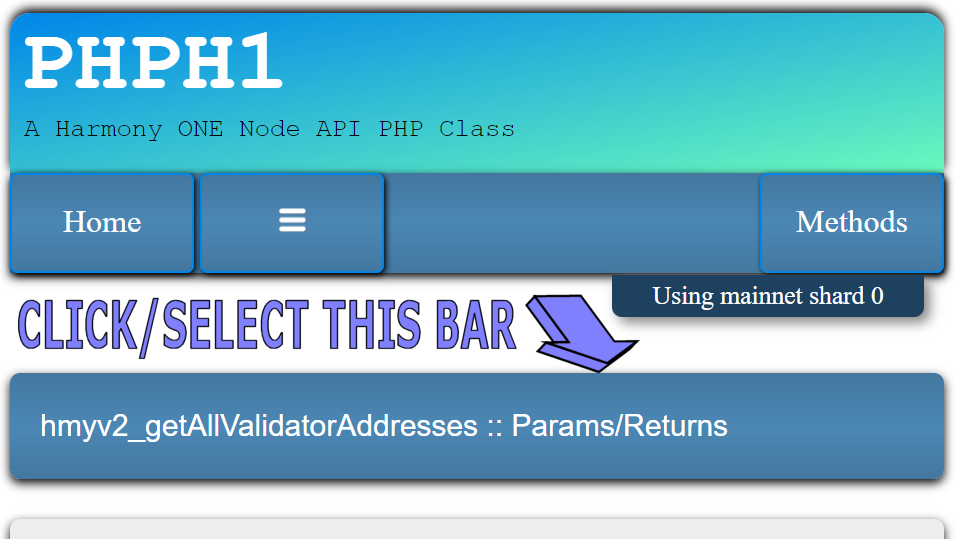 PHPH1
A Harmony ONE Node API PHP Class
Home
Methods
Using mainnet shard 0
CLICK/SELECT THIS BAR
hmyv2_getAllValidatorAddresses :: Params/Returns